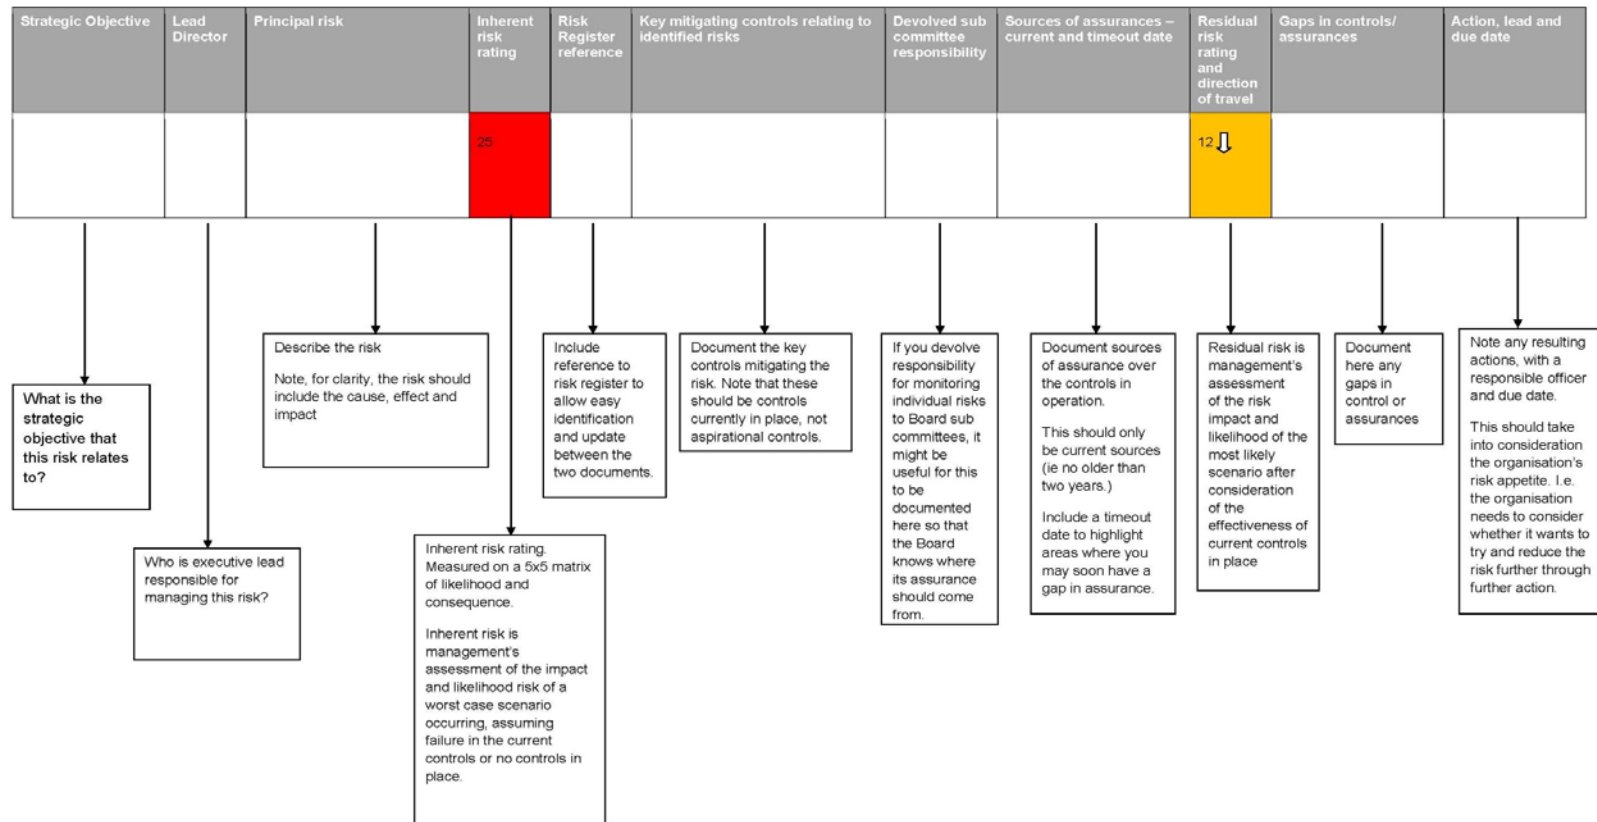 Strategic Objective
Lead
Director
Principal risk
Inherent
risk
rating
Risk
Register
reference
Key mitigating controls relating to
identified risks
Devolved sub
committee
responsibility
Sources of assurances –
current and timeout date
Residual
risk
rating
and
direction
of travel
Gaps in controls/
assurances
Action, lead and
due date
25
12
What is the
strategic
objective that
this risk relates
to?
Who is executive lead
responsible for
managing this risk?
Describe the risk
Note, for clarity, the risk should
include the cause, effect and
impact
Inherent risk rating.
Measured on a 5x5 matrix
of likelihood and
consequence.
Inherent risk is
management's
assessment of the impact
and likelihood risk of a
worst case scenario
occurring, assuming
failure in the current
controls or no controls in
place.
Include
reference to
risk register to
allow easy
identification
and update
between the
two documents.
Document the key
controls mitigating the
risk. Note that these
should be controls
currently in place, not
aspirational controls.
If you devolve
responsibility
for monitoring
individual risks
to Board sub
committees, it
might be
useful for this
to be
documented
here so that
the Board
knows where
its assurance
should come
from.
Document sources
of assurance over
the controls in
operation.
This should only
be current sources
(ie no older than
two years.)
Include a timeout
date to highlight
areas where you
may soon have a
gap in assurance.
Residual risk is
management's
assessment
of the risk
impact and
likelihood of the
most likely
scenario after
consideration
of the
effectiveness of
current controls
in place
Document
here any
gaps in
control or
assurances
Note any resulting
actions, with a
responsible officer
and due date.
This should take
into consideration
the organisation's
risk appetite. I.e.
the organisation
needs to consider
whether it wants to
try and reduce the
risk further through
further action.